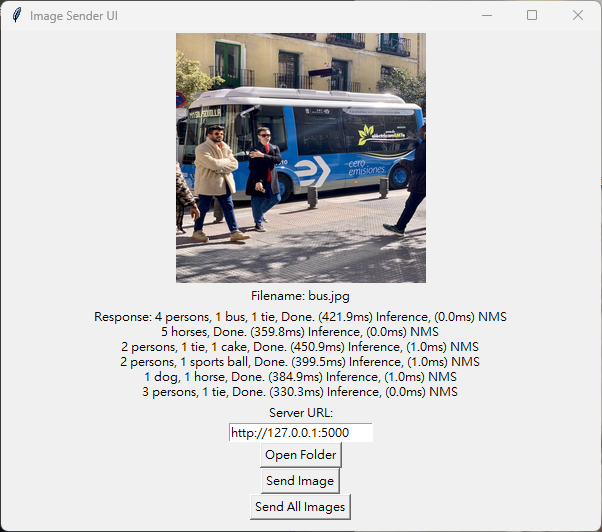 Image Sender UI
cero
emisiones.
Filename: bus.jpg
Response: 4 persons, 1 bus, 1 tie, Done. (421.9ms) Inference, (0.0ms) NMS
5 horses, Done. (359.8ms) Inference, (0.0ms) NMS
2 persons, 1 tie, 1 cake, Done. (450.9ms) Inference, (1.0ms) NMS
2 persons, 1 sports ball, Done. (399.5ms) Inference, (1.0ms) NMS
1 dog, 1 horse, Done. (384.9ms) Inference, (1.0ms) NMS
3 persons, 1 tie, Done. (330.3ms) Inference, (0.0ms) NMS
Server URL:
http://127.0.0.1:5000
Open Folder
Send Image
Send All Images